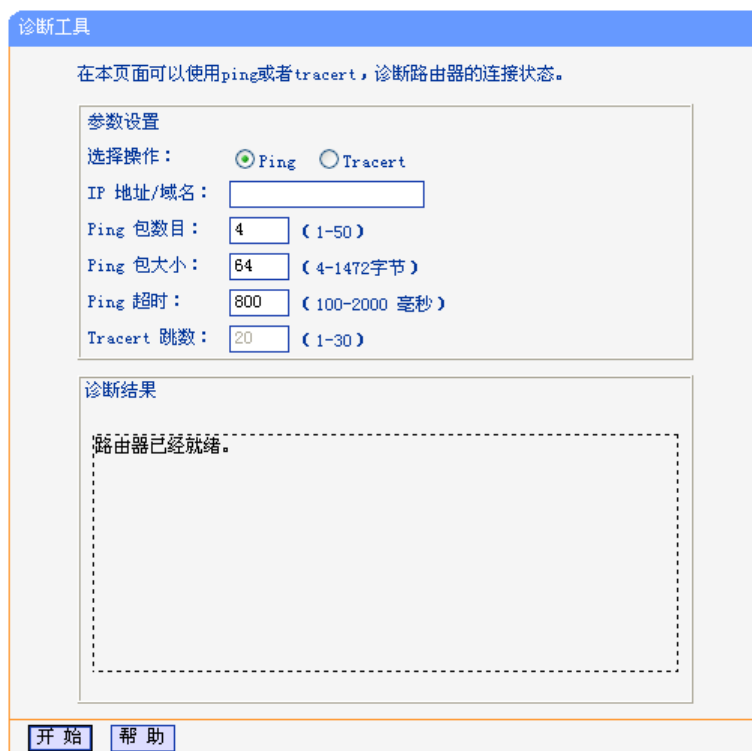 诊断工具
在本页面可以使用ping或者tracert，诊断路由器的连接状态。
参数设置
选择操作： Ping Tracert
IP 地址/域名：
Ping 包数目： 4 （1-50）
Ping 包大小： 64 （4-1472字节）
Ping 超时： 800 （100-2000 毫秒）
Tracert 跳数： 20 （1-30）
诊断结果
路由器已经就绪。
开 始 帮 助